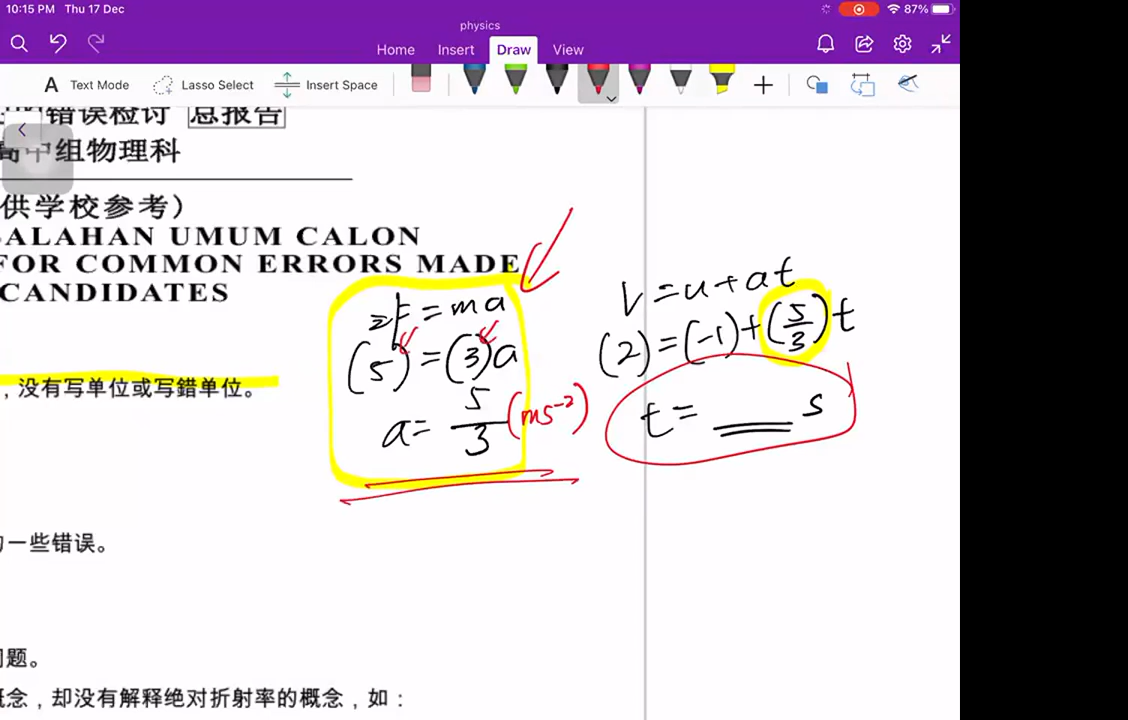 10:15 PM Thu 17 Dec
87%
physics
Home Insert Draw View
Text Mode Lasso Select Insert Space
错误检讨 总报告
高中组物理科
供学校参考)
ALAHAN UMUM CALON
FOR COMMON ERRORS MADE
CANDIDATES
ΣF = ma
(5) = (3)a
a = 5/3 (ms⁻²)
V = u + at
(2) = (-1) + (5/3)t
t = ___ s
, 没有写单位或写錯单位。
一些错误。
题。
念，却没有解释绝对折射率的概念，如：